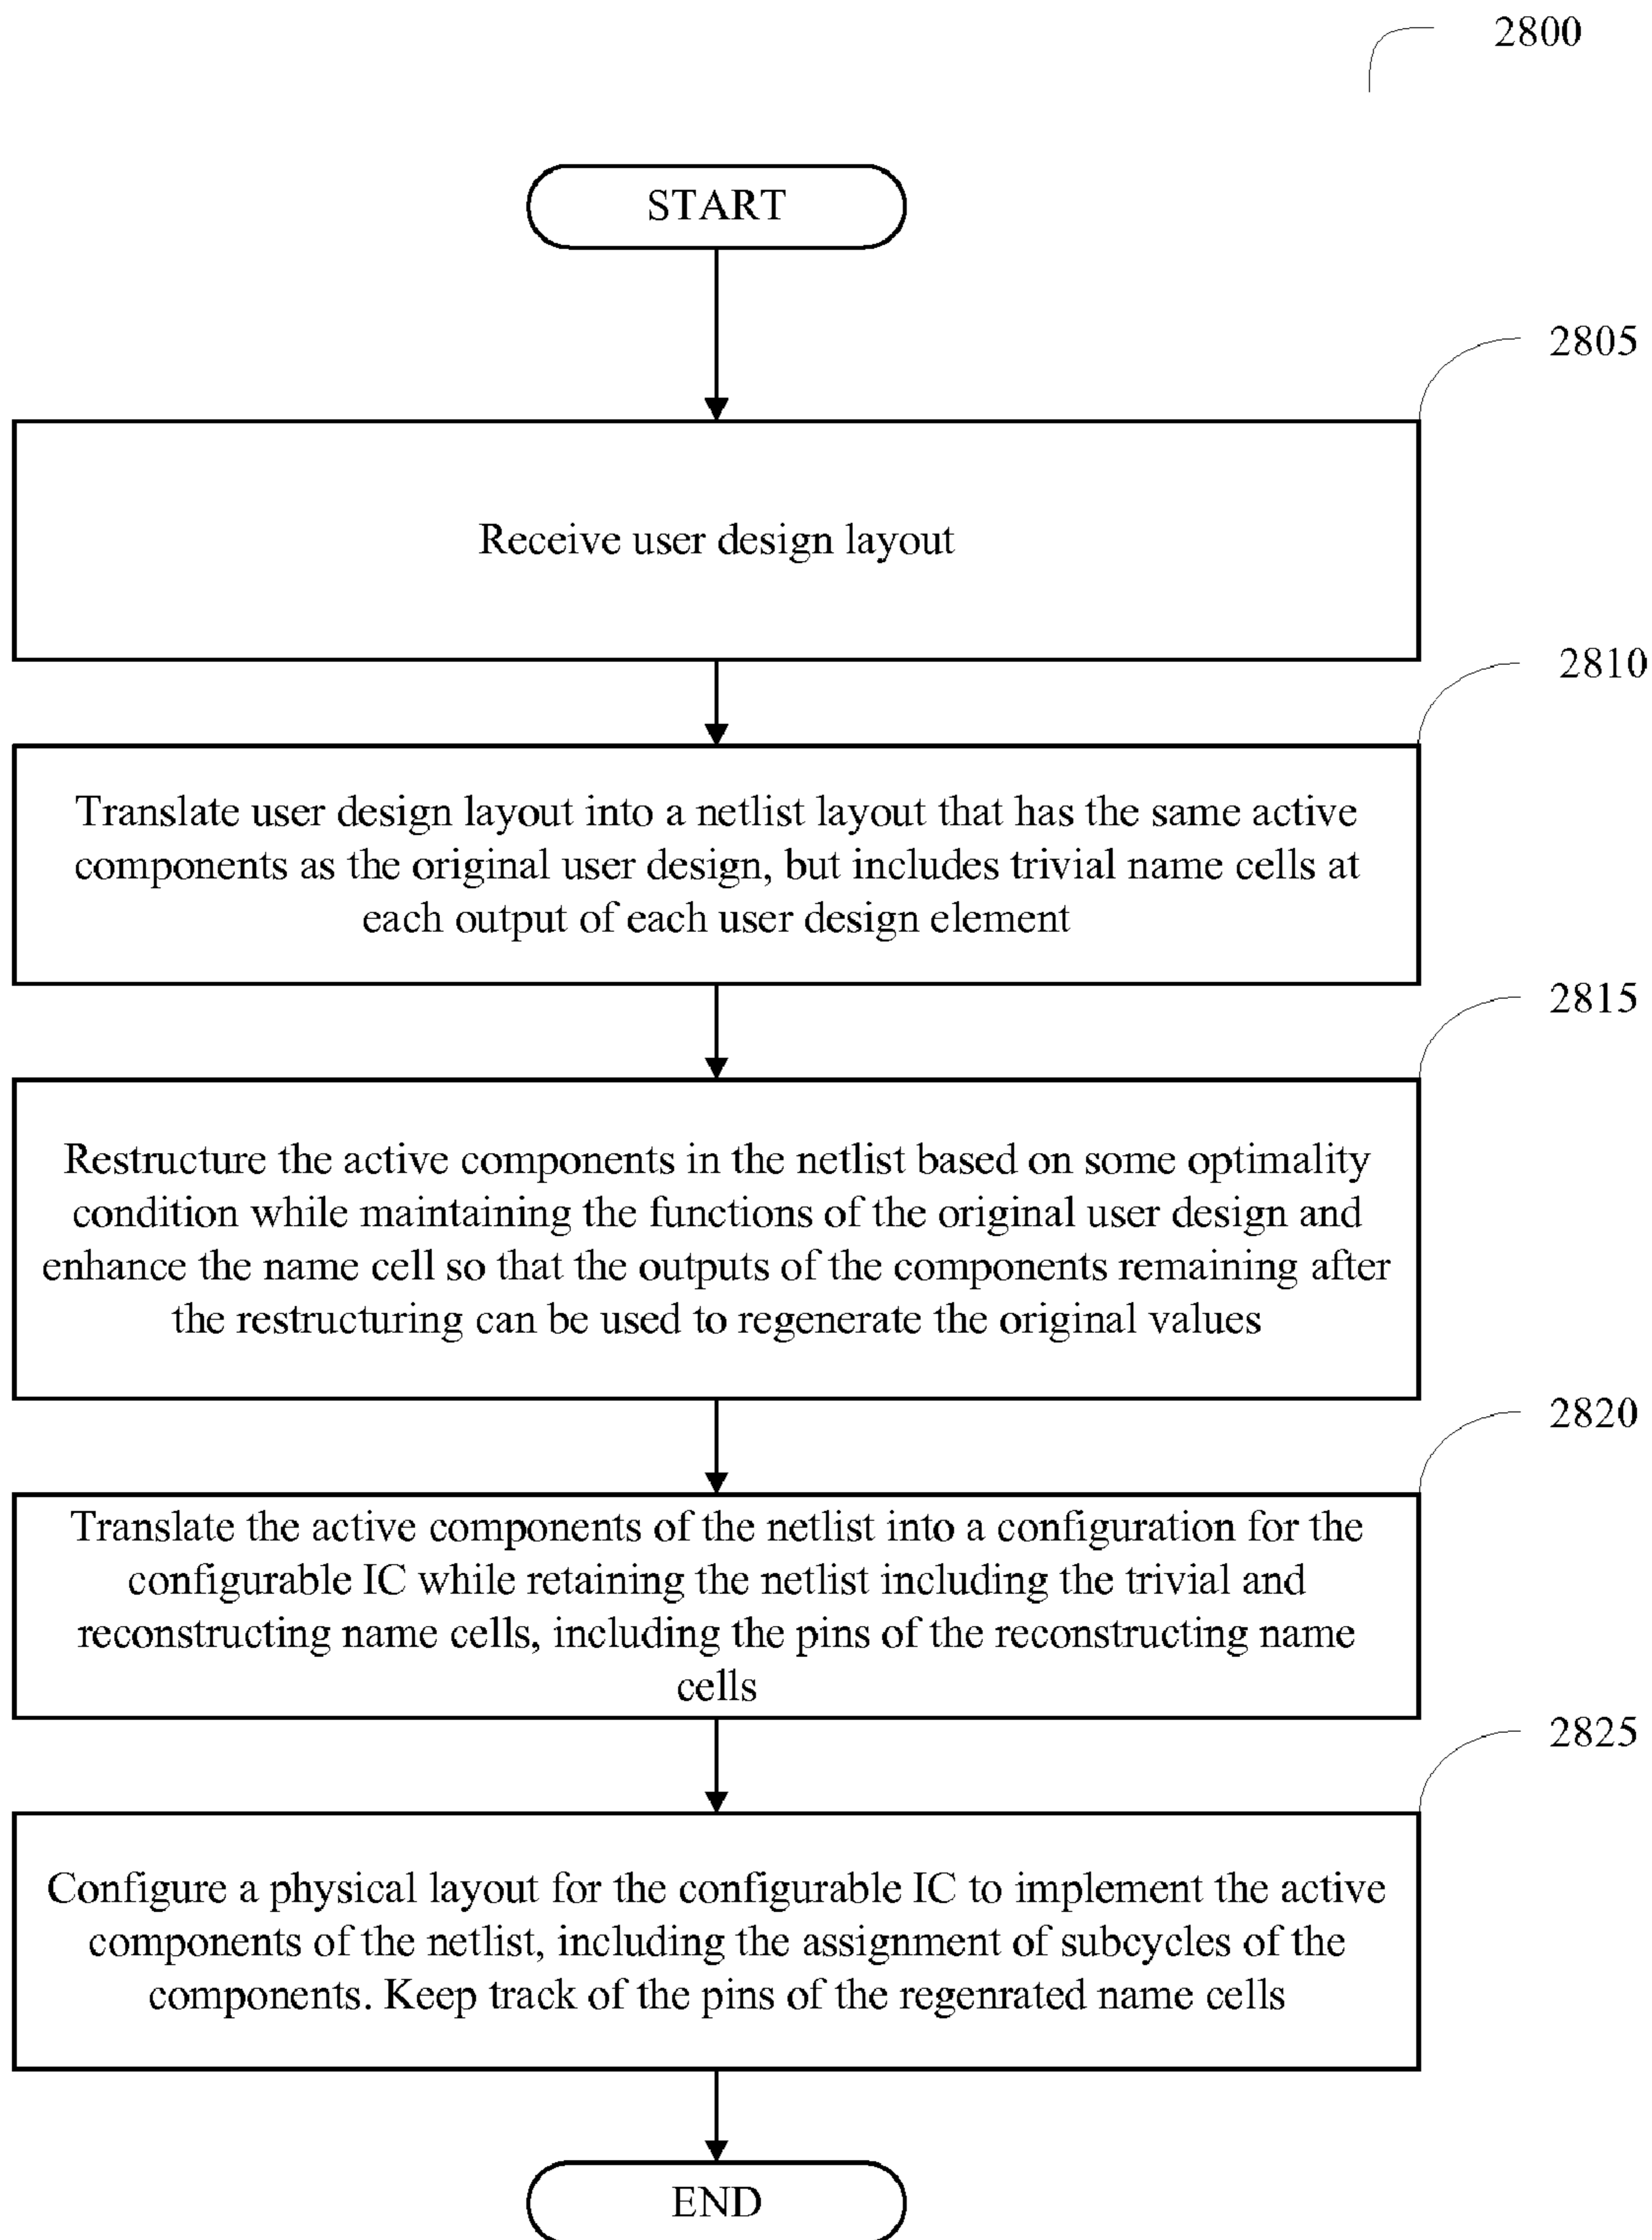 2800
START
2805
Receive user design layout
2810
Translate user design layout into a netlist layout that has the same active
components as the original user design, but includes trivial name cells at
each output of each user design element
2815
Restructure the active components in the netlist based on some optimality
condition while maintaining the functions of the original user design and
enhance the name cell so that the outputs of the components remaining after
the restructuring can be used to regenerate the original values
2820
Translate the active components of the netlist into a configuration for the
configurable IC while retaining the netlist including the trivial and
reconstructing name cells, including the pins of the reconstructing name
cells
2825
Configure a physical layout for the configurable IC to implement the active
components of the netlist, including the assignment of subcycles of the
components. Keep track of the pins of the regenrated name cells
END